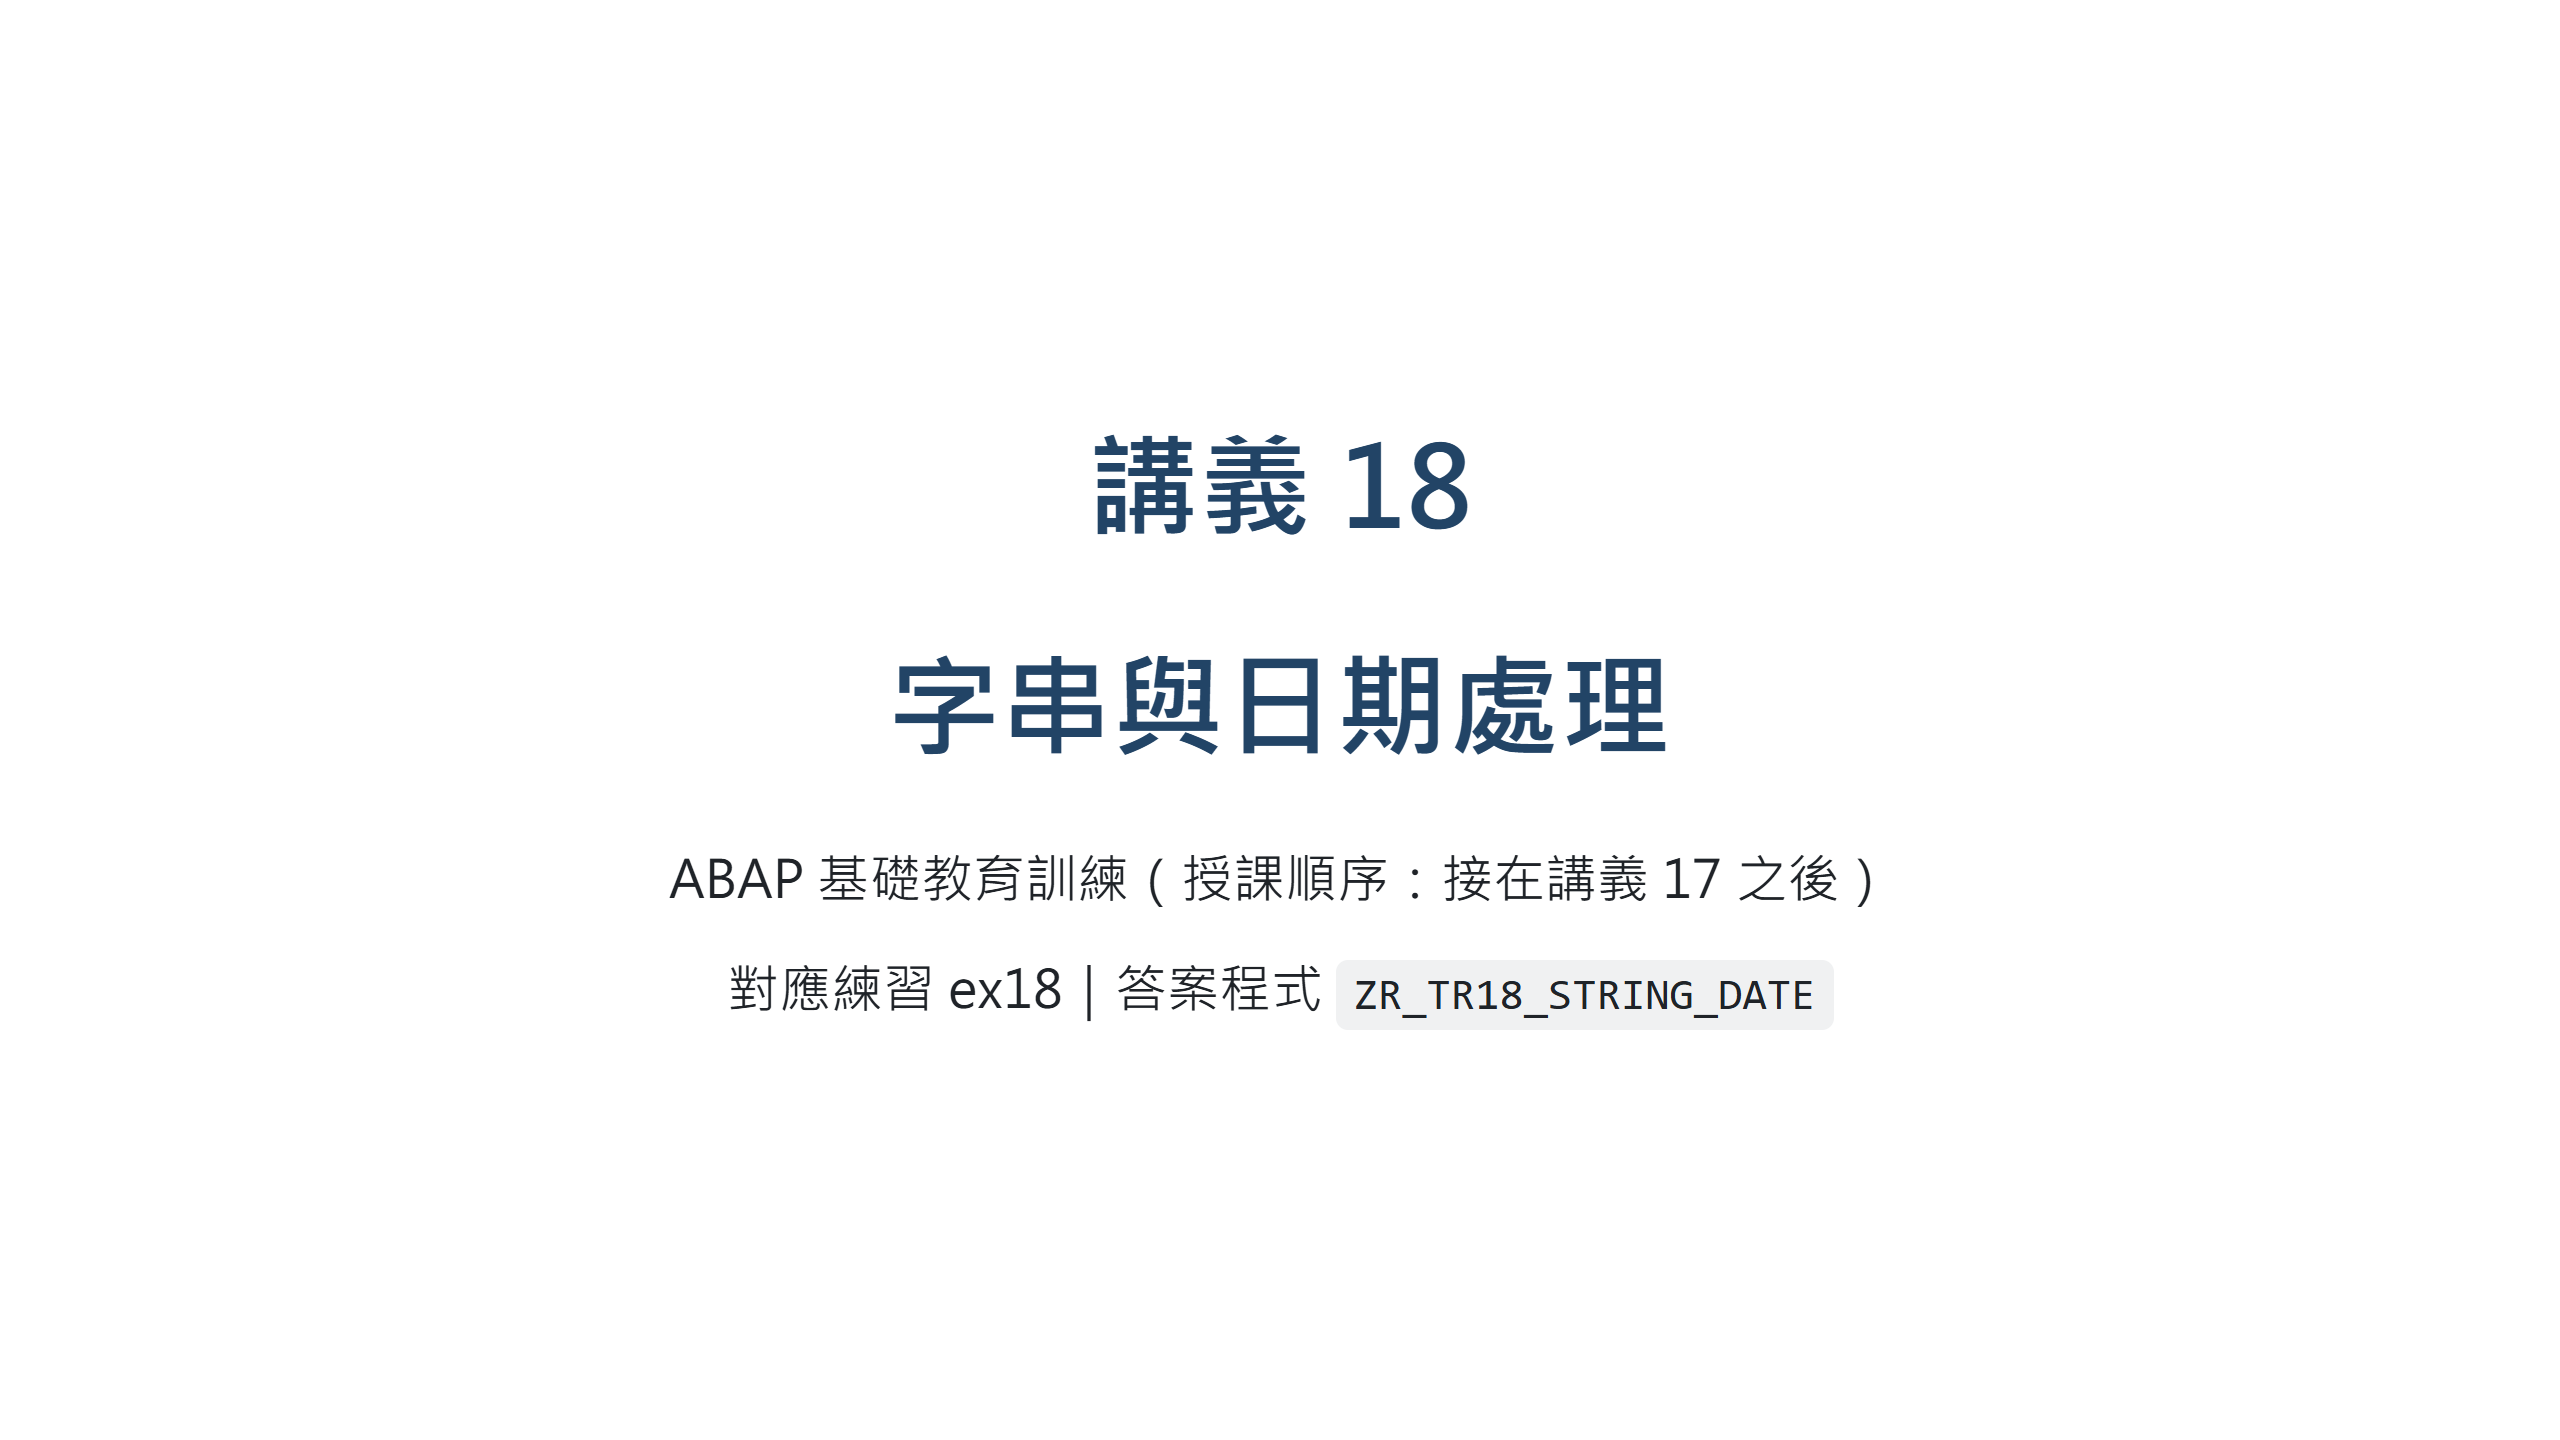 講義 18
字串與日期處理
ABAP 基礎教育訓練（授課順序：接在講義 17 之後）
對應練習 ex18｜答案程式 ZR_TR18_STRING_DATE